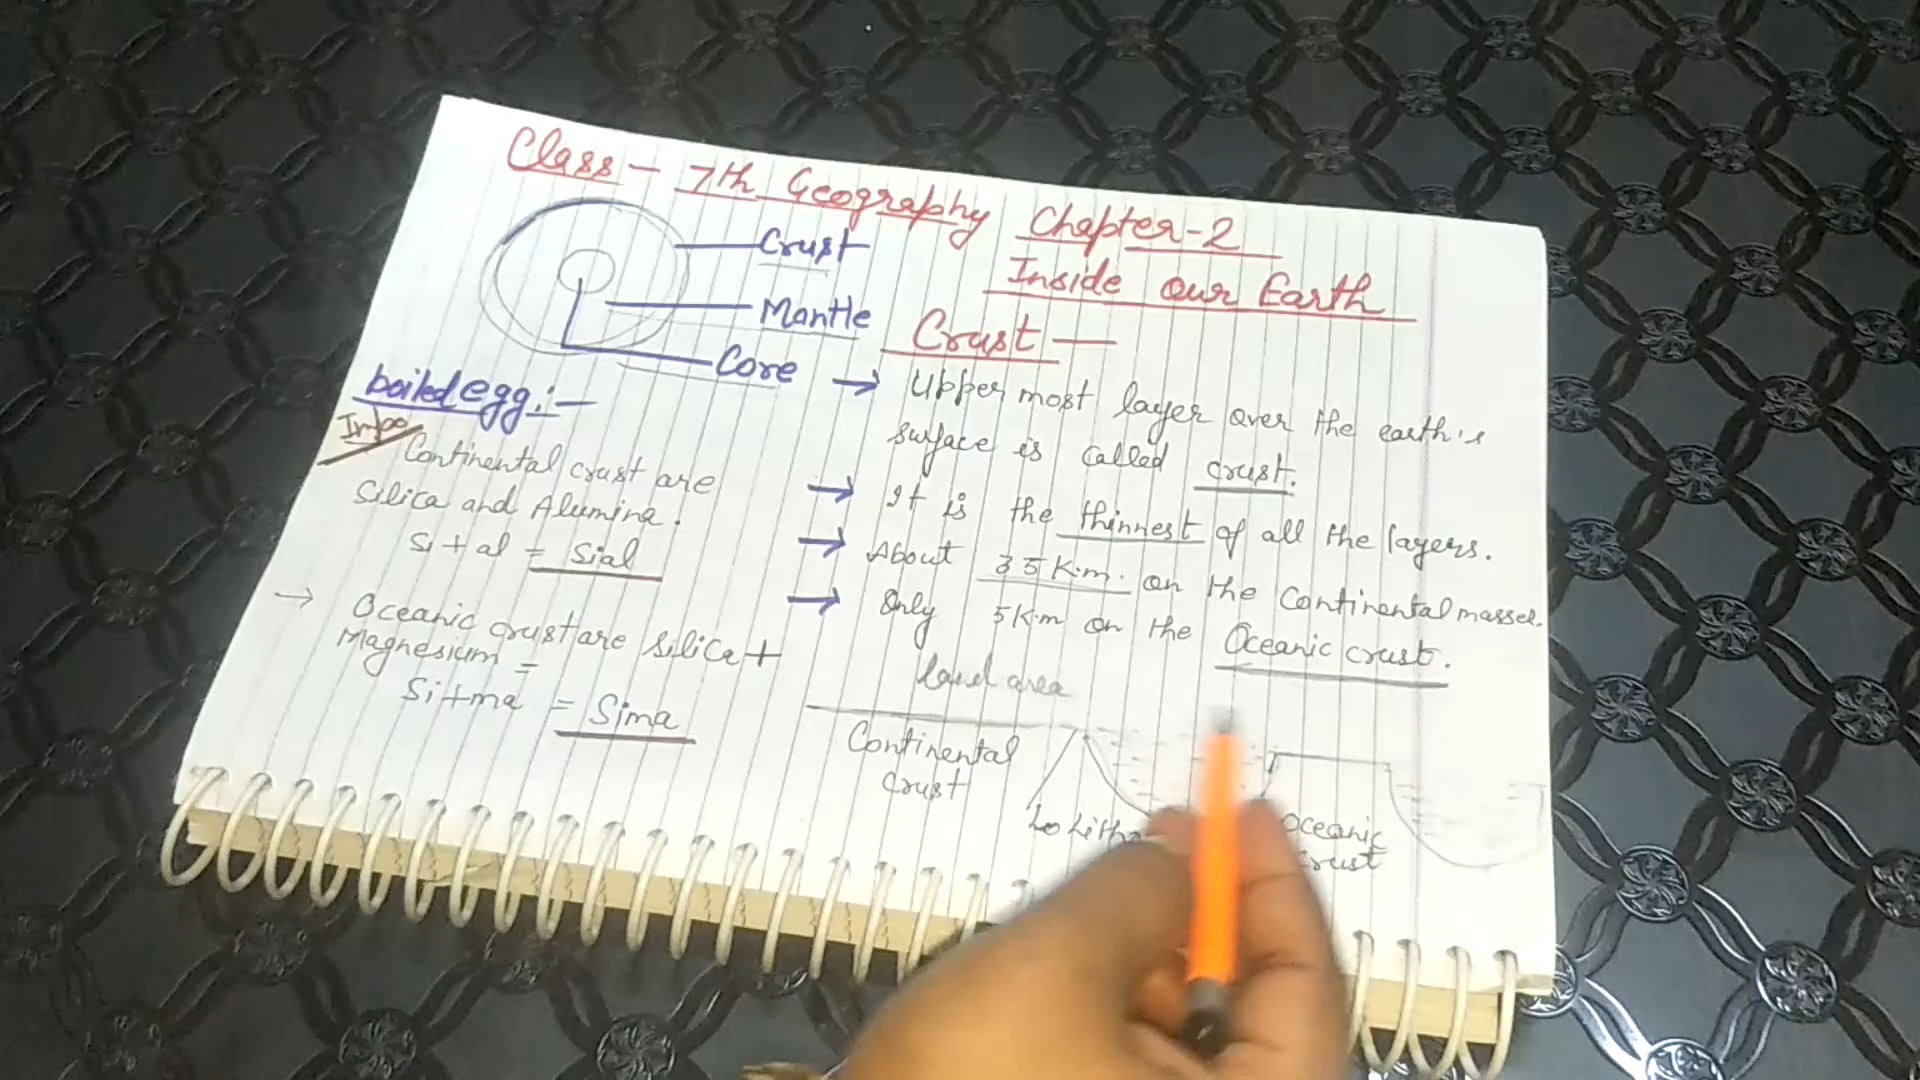 Class - 7th Geography Chapter-2
Inside Our Earth
Crust
Mantle
Core
boiled egg :-
Impo
Continental crust are
Silica and Alumina.
Si + al = Sial
→ Oceanic crust are Silica +
Magnesium =
Si + ma = Sima
Crust —
→ Upper most layer over the earth's
surface is called crust.
→ It is the thinnest of all the layers.
→ About 35 K.m. on the Continental masses.
→ Only 5 K.m on the Oceanic crust.
land area
Continental
Crust
Oceanic
Crust